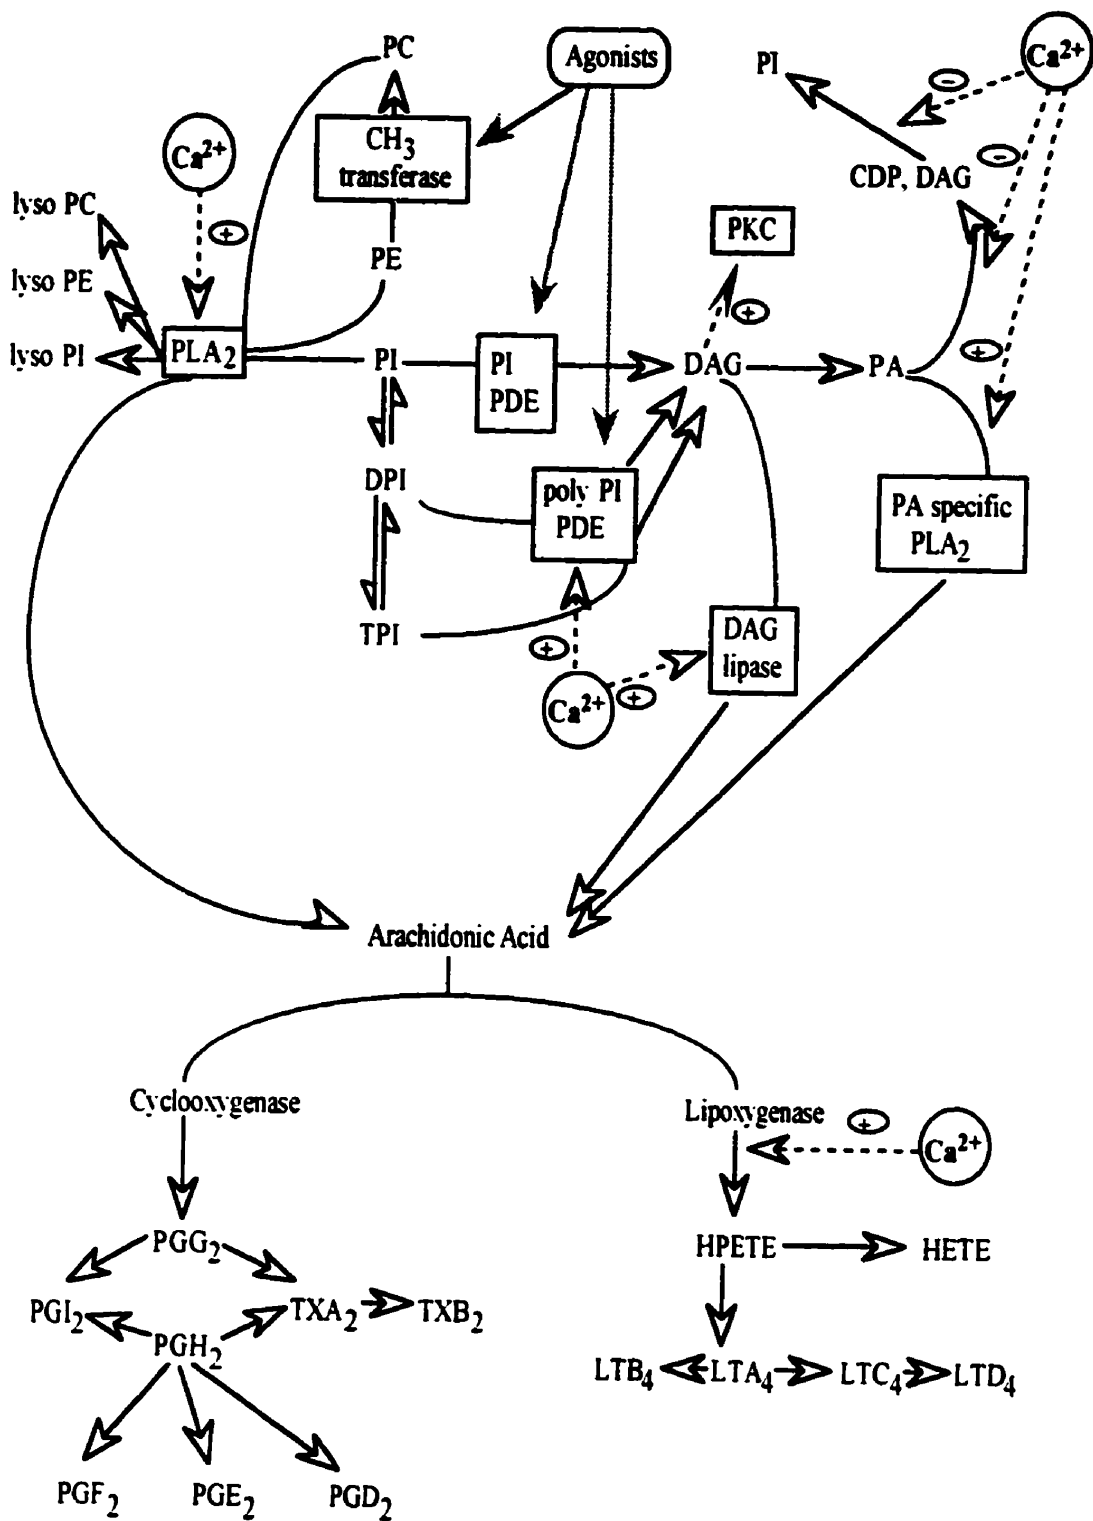 PC
Agonists
PI
Ca2+
Ca2+
CH3
transferase
−
−
CDP, DAG
lyso PC
+
PKC
PE
lyso PE
+
lyso PI
PLA2
PI
PI
PDE
DAG
PA
+
DPI
poly PI
PDE
PA specific
PLA2
TPI
+
DAG
lipase
+
Ca2+
Arachidonic Acid
Cyclooxygenase
Lipoxygenase
+
Ca2+
PGG2
HPETE
HETE
PGI2
TXA2
TXB2
PGH2
LTB4
LTA4
LTC4
LTD4
PGF2
PGE2
PGD2